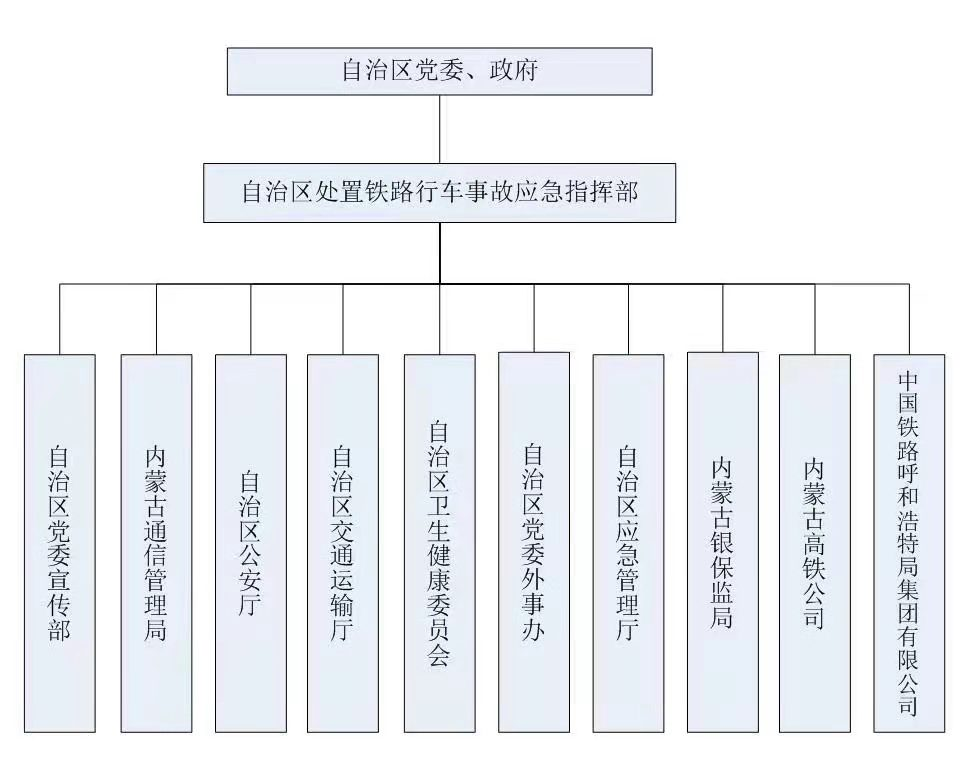 自治区党委、政府
自治区处置铁路行车事故应急指挥部
自治区党委宣传部
内蒙古通信管理局
自治区公安厅
自治区交通运输厅
自治区卫生健康委员会
自治区党委外事办
自治区应急管理厅
内蒙古银保监局
内蒙古高铁公司
中国铁路呼和浩特局集团有限公司